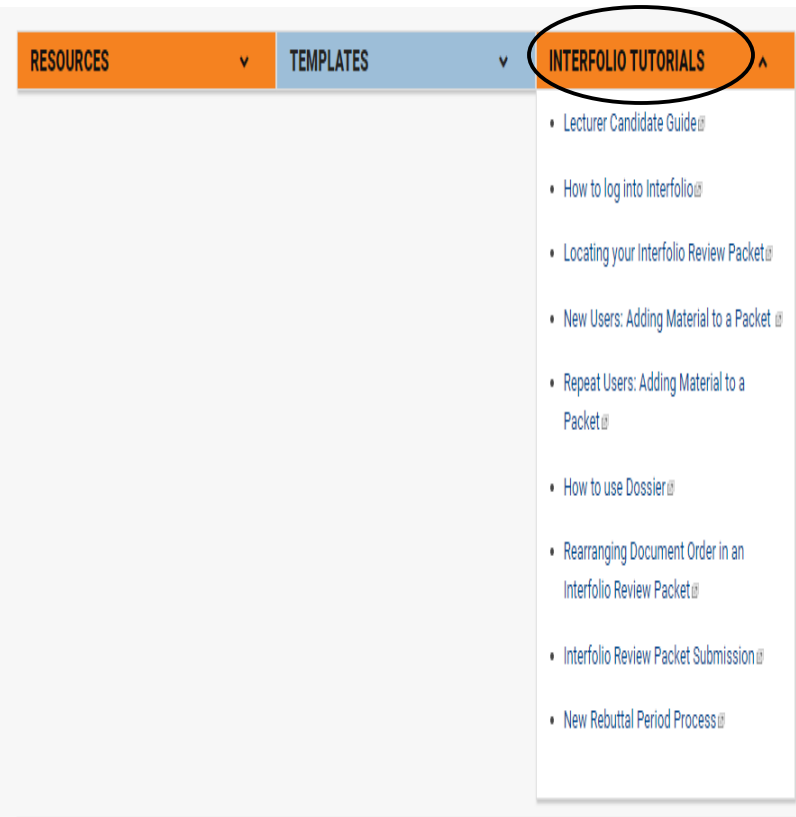 RESOURCES
TEMPLATES
INTERFOLIO TUTORIALS
Lecturer Candidate Guide
How to log into Interfolio
Locating your Interfolio Review Packet
New Users: Adding Material to a Packet
Repeat Users: Adding Material to a
Packet
How to use Dossier
Rearranging Document Order in an
Interfolio Review Packet
Interfolio Review Packet Submission
New Rebuttal Period Process